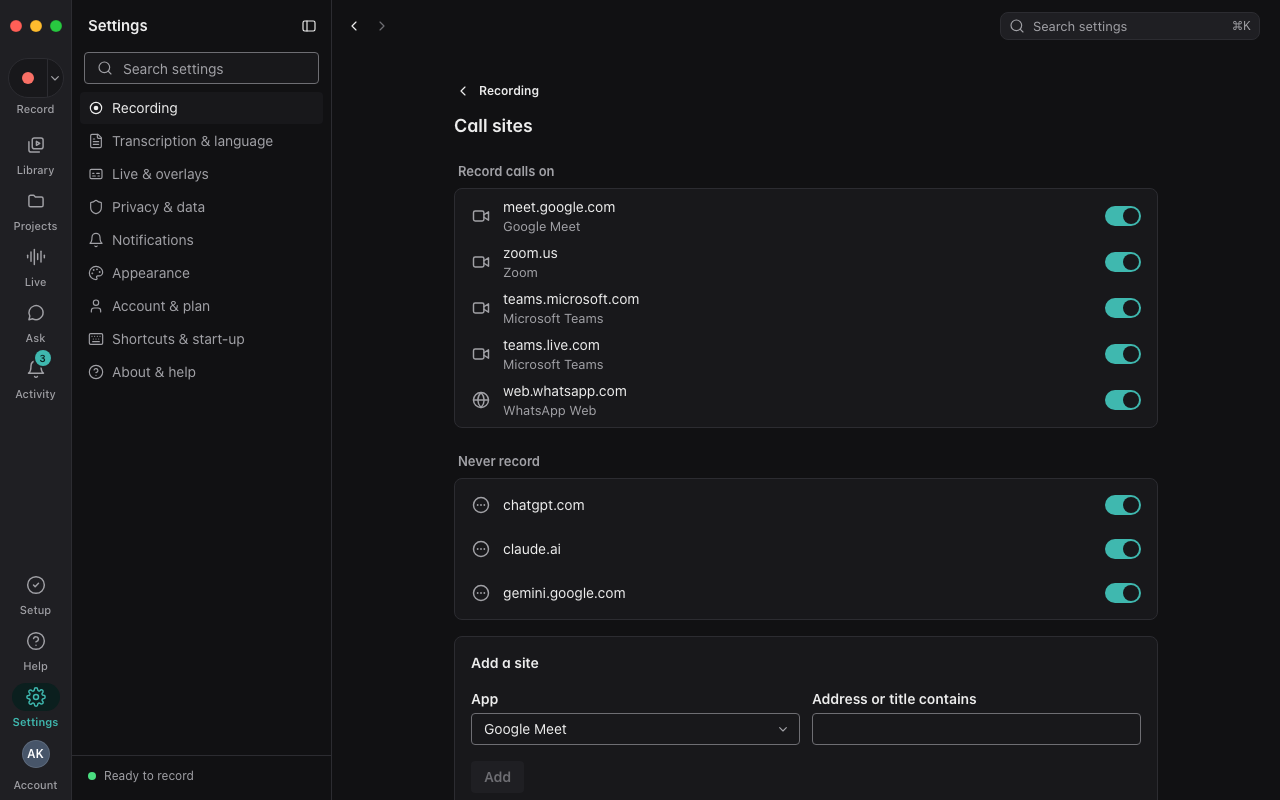 Settings
Search settings
⌘K
Record
Library
Projects
Live
Ask
3
Activity
Setup
Help
Settings
AK
Account
Search settings
Recording
Transcription & language
Live & overlays
Privacy & data
Notifications
Appearance
Account & plan
Shortcuts & start-up
About & help
Ready to record
Recording
Call sites
Record calls on
meet.google.com
Google Meet
zoom.us
Zoom
teams.microsoft.com
Microsoft Teams
teams.live.com
Microsoft Teams
web.whatsapp.com
WhatsApp Web
Never record
chatgpt.com
claude.ai
gemini.google.com
Add a site
App
Address or title contains
Google Meet
Add